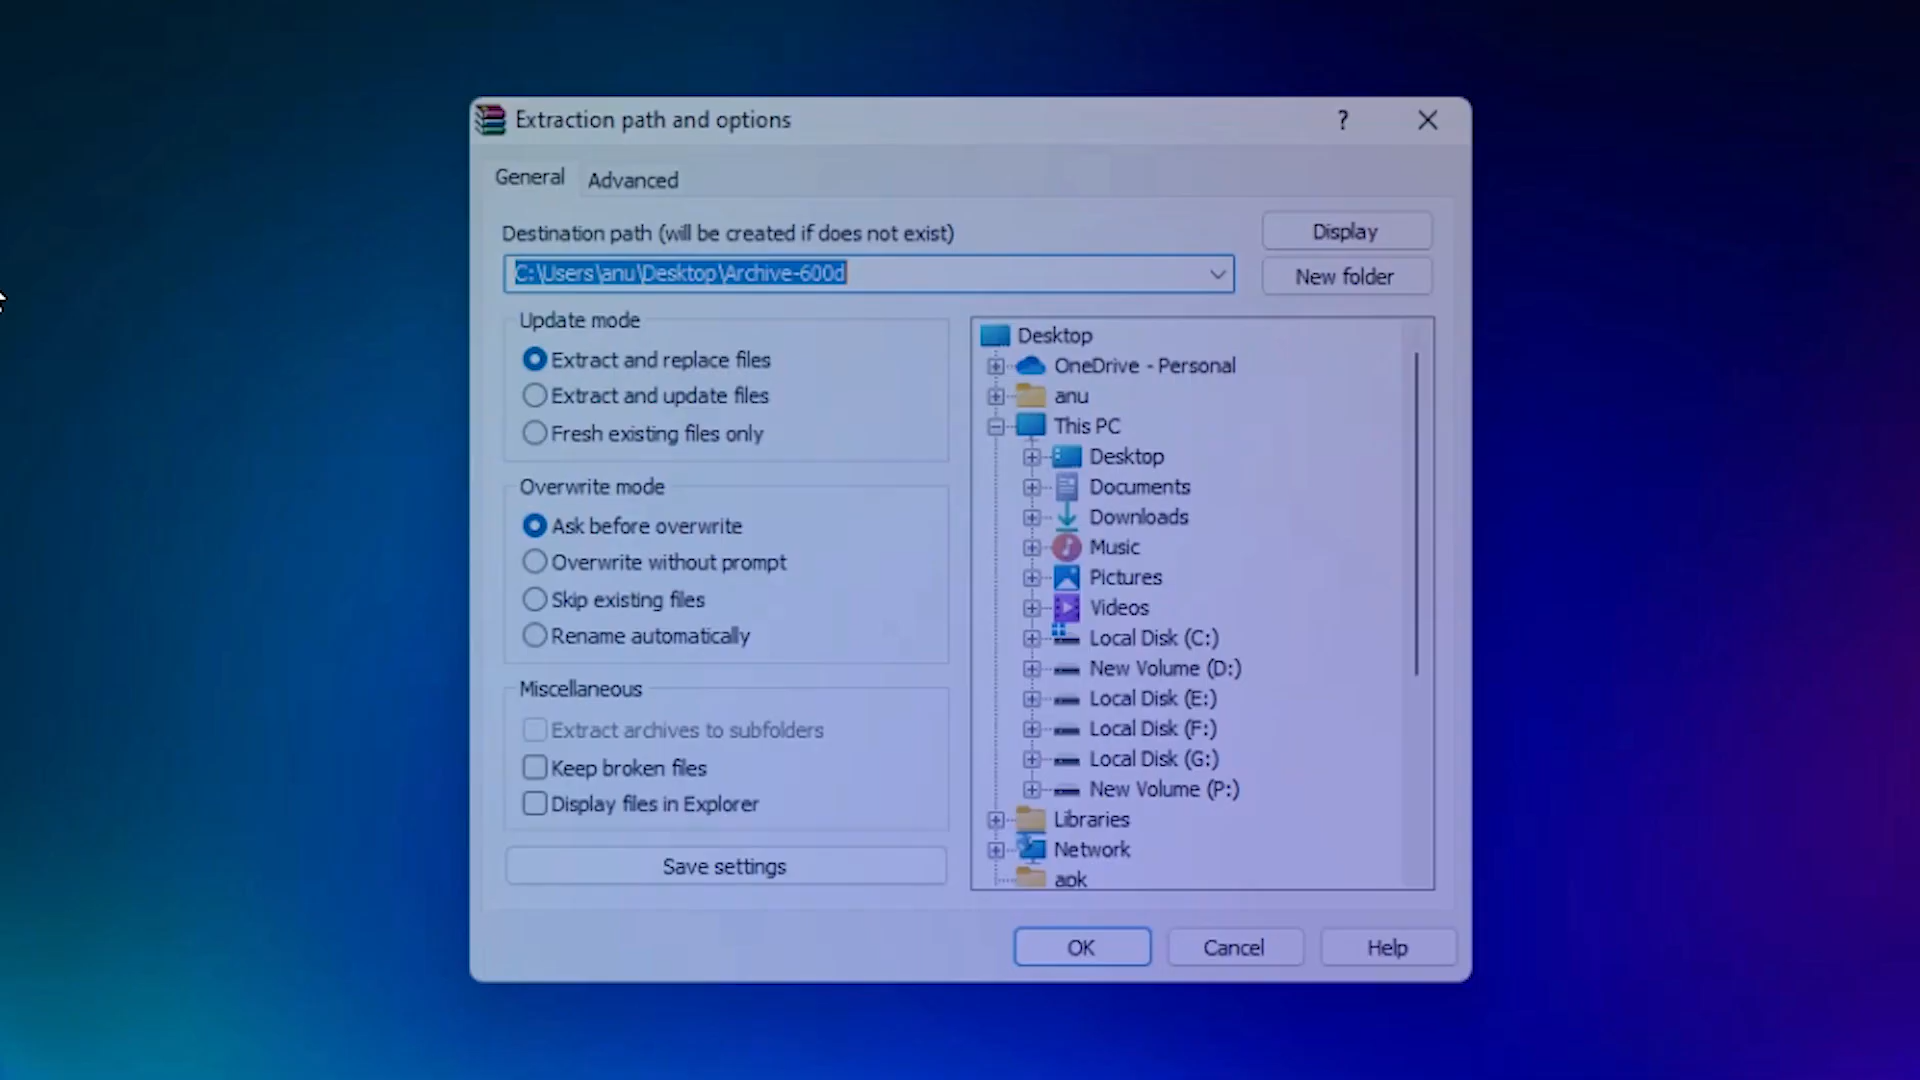 Extraction path and options
?
General
Advanced
Destination path (will be created if does not exist)
Display
C:\Users\anu\Desktop\Archive-600d
New folder
Update mode
Extract and replace files
Extract and update files
Fresh existing files only
Overwrite mode
Ask before overwrite
Overwrite without prompt
Skip existing files
Rename automatically
Miscellaneous
Extract archives to subfolders
Keep broken files
Display files in Explorer
Save settings
Desktop
OneDrive - Personal
anu
This PC
Desktop
Documents
Downloads
Music
Pictures
Videos
Local Disk (C:)
New Volume (D:)
Local Disk (E:)
Local Disk (F:)
Local Disk (G:)
New Volume (P:)
Libraries
Network
apk
OK
Cancel
Help